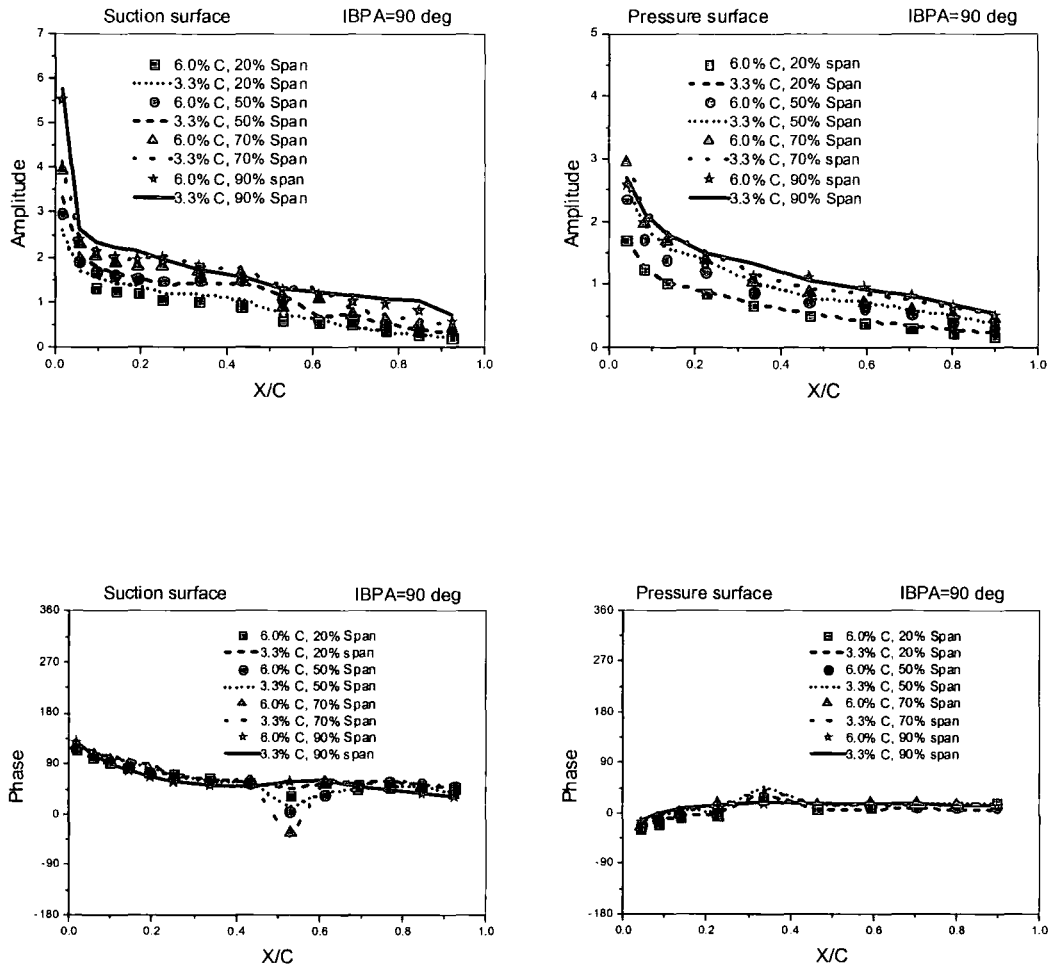 Suction surface IBPA=90 deg
7
6
5
4
3
2
1
0
Amplitude
6.0% C, 20% Span
3.3% C, 20% Span
6.0% C, 50% Span
3.3% C, 50% Span
6.0% C, 70% Span
3.3% C, 70% Span
6.0% C, 90% span
3.3% C, 90% Span
0.0 0.2 0.4 0.6 0.8 1.0
X/C
Pressure surface IBPA=90 deg
5
4
3
2
1
0
Amplitude
6.0% C, 20% span
3.3% C, 20% Span
6.0% C, 50% Span
3.3% C, 50% Span
6.0% C, 70% Span
3.3% C, 70% span
6.0% C, 90% span
3.3% C, 90% Span
0.0 0.2 0.4 0.6 0.8 1.0
X/C
Suction surface IBPA=90 deg
360
270
180
90
0
-90
-180
Phase
6.0% C, 20% Span
3.3% C, 20% span
6.0% C, 50% Span
3.3% C, 50% Span
6.0% C, 70% Span
3.3% C, 70% Span
6.0% C, 90% Span
3.3% C, 90% span
0.0 0.2 0.4 0.6 0.8 1.0
X/C
Pressure surface IBPA=90 deg
360
270
180
90
0
-90
-180
Phase
6.0% C, 20% Span
3.3% C, 20% Span
6.0% C, 50% Span
3.3% C, 50% Span
6.0% C, 70% Span
3.3% C, 70% span
6.0% C, 90% span
3.3% C, 90% Span
0.0 0.2 0.4 0.6 0.8 1.0
X/C